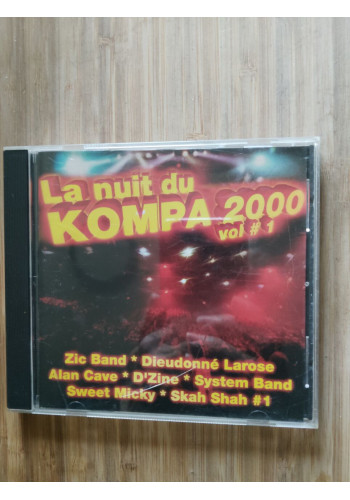 La nuit du
KOMPA 2000
vol # 1
Zic Band * Dieudonné Larose
Alan Cave * D'Zine * System Band
Sweet Micky * Skah Shah #1